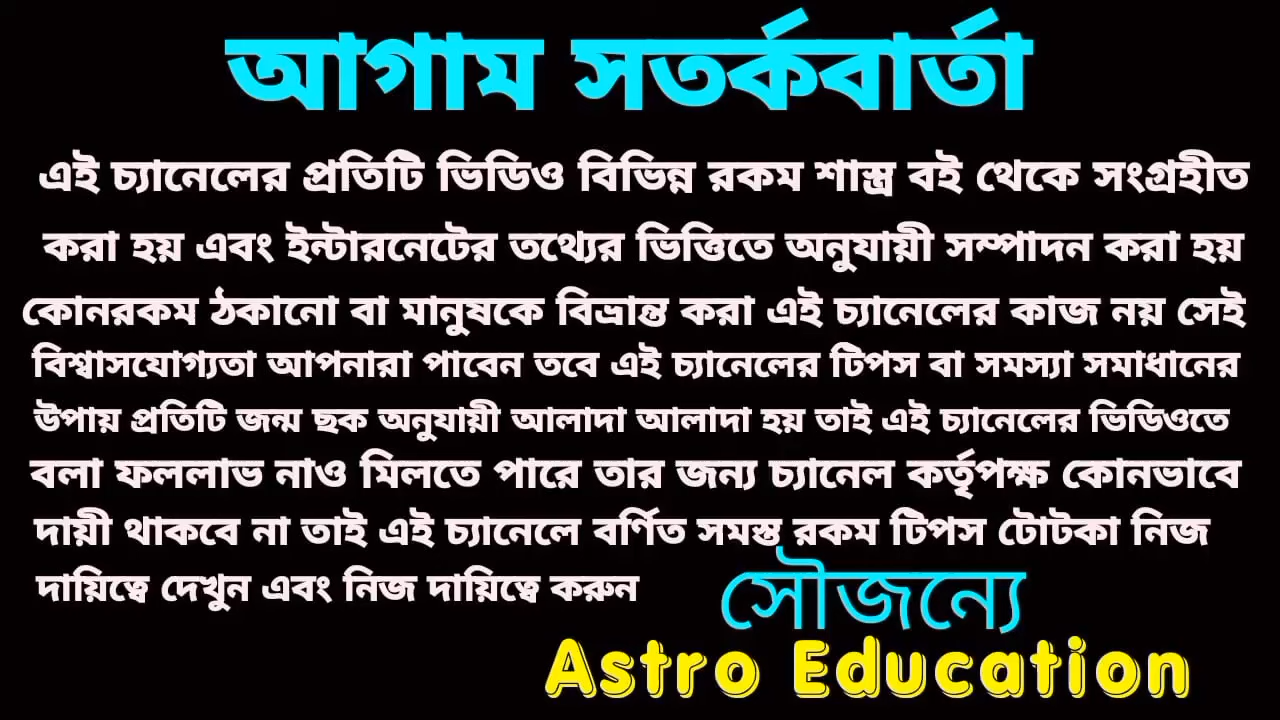 আগাম সতর্কবার্তা
এই চ্যানেলের প্রতিটি ভিডিও বিভিন্ন রকম শাস্ত্র বই থেকে সংগ্রহীত
করা হয় এবং ইন্টারনেটের তথ্যের ভিত্তিতে অনুযায়ী সম্পাদন করা হয়
কোনরকম ঠকানো বা মানুষকে বিভ্রান্ত করা এই চ্যানেলের কাজ নয় সেই
বিশ্বাসযোগ্যতা আপনারা পাবেন তবে এই চ্যানেলের টিপস বা সমস্যা সমাধানের
উপায় প্রতিটি জন্ম ছক অনুযায়ী আলাদা আলাদা হয় তাই এই চ্যানেলের ভিডিওতে
বলা ফললাভ নাও মিলতে পারে তার জন্য চ্যানেল কর্তৃপক্ষ কোনভাবে
দায়ী থাকবে না তাই এই চ্যানেলে বর্ণিত সমস্ত রকম টিপস টোটকা নিজ
দায়িত্বে দেখুন এবং নিজ দায়িত্বে করুন
সৌজন্যে
Astro Education